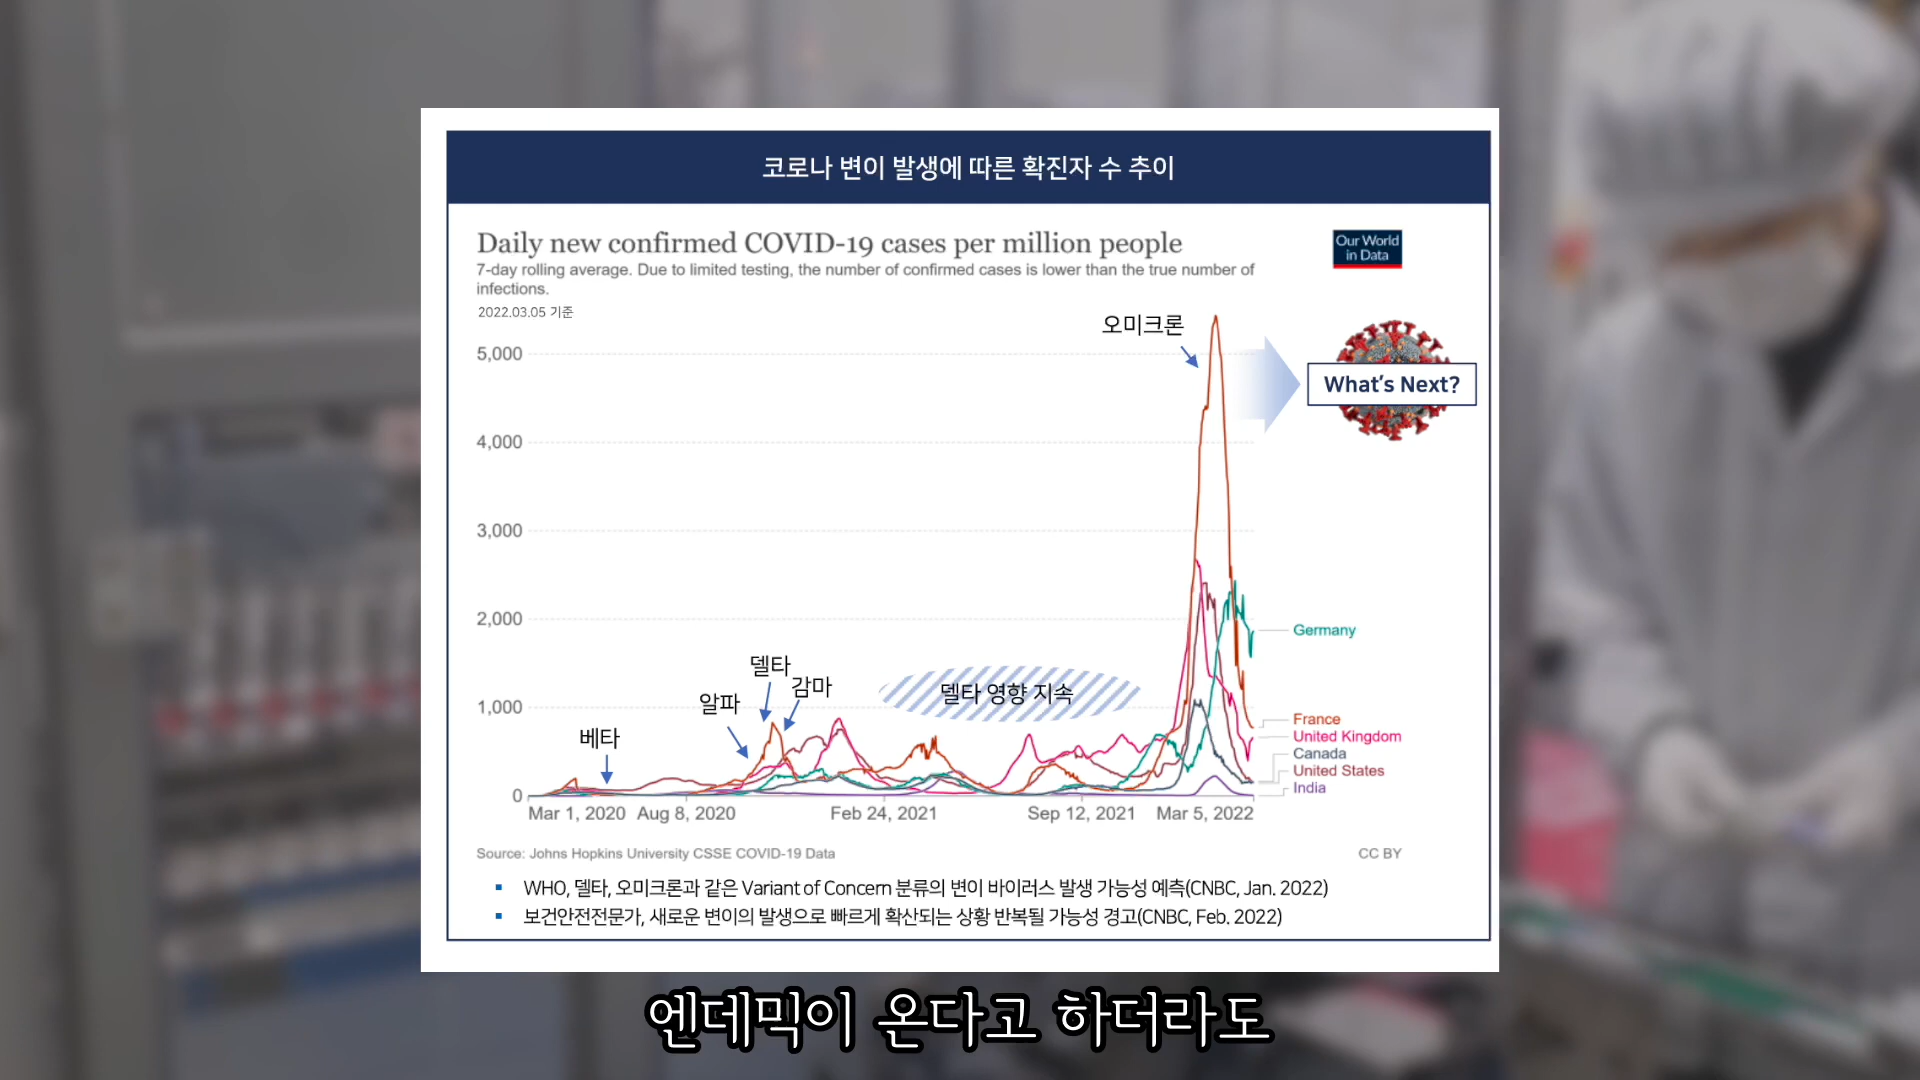 코로나 변이 발생에 따른 확진자 수 추이
Daily new confirmed COVID-19 cases per million people
Our World
in Data
7-day rolling average. Due to limited testing, the number of confirmed cases is lower than the true number of
infections.
2022.03.05 기준
오미크론
5,000
What's Next?
4,000
3,000
2,000
Germany
델타
감마
델타 영향 지속
알파
1,000
France
베타
United Kingdom
Canada
United States
India
0
Mar 1, 2020 Aug 8, 2020 Feb 24, 2021 Sep 12, 2021 Mar 5, 2022
Source: Johns Hopkins University CSSE COVID-19 Data
CC BY
▪ WHO, 델타, 오미크론과 같은 Variant of Concern 분류의 변이 바이러스 발생 가능성 예측(CNBC, Jan. 2022)
▪ 보건안전전문가, 새로운 변이의 발생으로 빠르게 확산되는 상황 반복될 가능성 경고(CNBC, Feb. 2022)
엔데믹이 온다고 하더라도